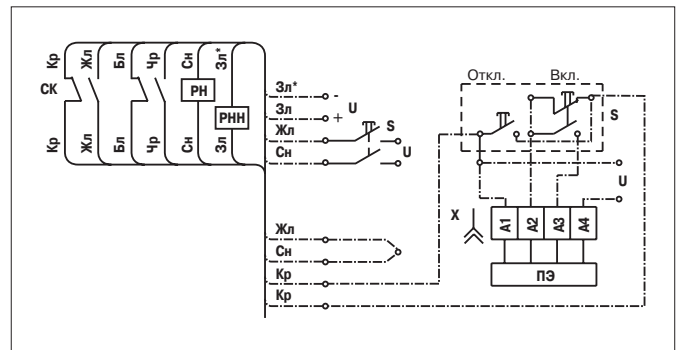 Кр Жл Бл Чр Сн Зл*
СК
РН
РНН
Кр Жл Бл Чр Сн Зл
Зл* -
U
Зл +
Жл S
Сн U
Жл
Сн
Кр
Кр
Откл. Вкл.
S
U
X
А1 А2 А3 А4
ПЭ